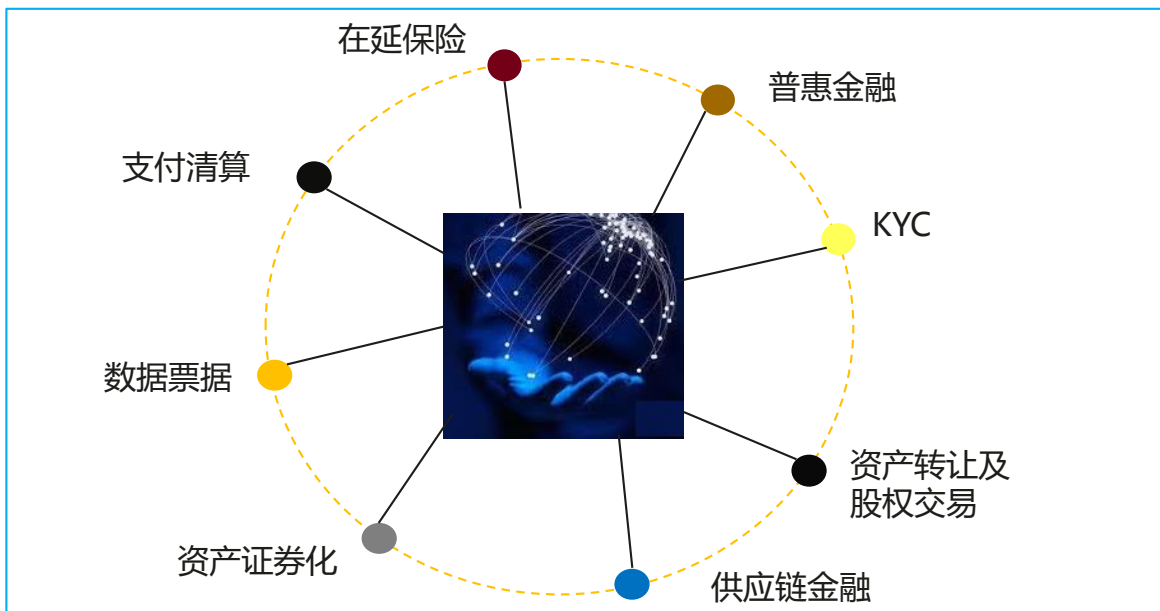 在延保险
普惠金融
支付清算
KYC
数据票据
资产转让及
股权交易
资产证券化
供应链金融